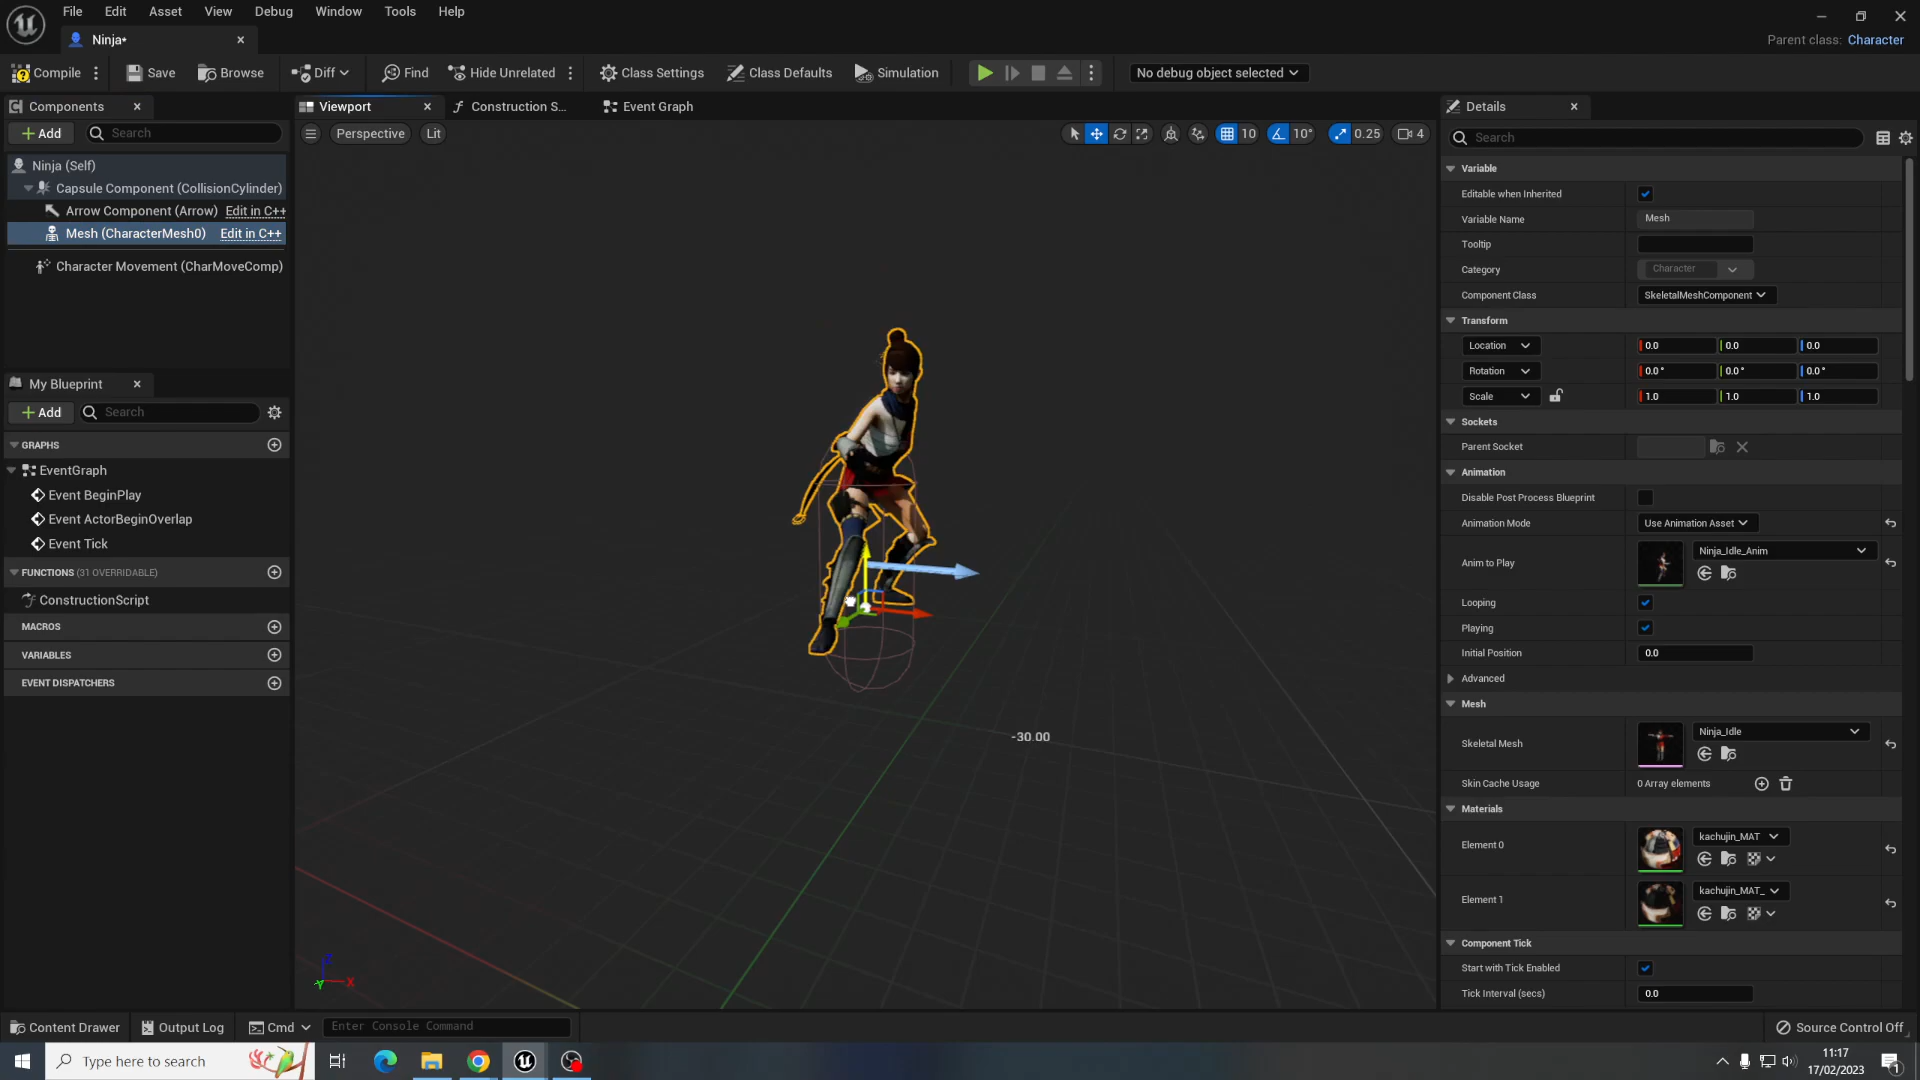 File Edit Asset View Debug Window Tools Help
Ninja•
Parent class: Character
Compile Save Browse Diff Find Hide Unrelated Class Settings Class Defaults Simulation No debug object selected
Components
Add Search
Ninja (Self)
Capsule Component (CollisionCylinder)
Arrow Component (Arrow) Edit in C++
Mesh (CharacterMesh0) Edit in C++
Character Movement (CharMoveComp)
My Blueprint
Add Search
GRAPHS
EventGraph
Event BeginPlay
Event ActorBeginOverlap
Event Tick
FUNCTIONS (31 OVERRIDABLE)
ConstructionScript
MACROS
VARIABLES
EVENT DISPATCHERS
Viewport Construction S... Event Graph
Perspective Lit 10 10° 0.25 4
-30.00
Z
X
Y
Details
Search
Variable
Editable when Inherited
Variable Name Mesh
Tooltip
Category Character
Component Class SkeletalMeshComponent
Transform
Location 0.0 0.0 0.0
Rotation 0.0 ° 0.0 ° 0.0 °
Scale 1.0 1.0 1.0
Sockets
Parent Socket
Animation
Disable Post Process Blueprint
Animation Mode Use Animation Asset
Anim to Play Ninja_Idle_Anim
Looping
Playing
Initial Position 0.0
Advanced
Mesh
Skeletal Mesh Ninja_Idle
Skin Cache Usage 0 Array elements
Materials
Element 0 kachujin_MAT
Element 1 kachujin_MAT_
Component Tick
Start with Tick Enabled
Tick Interval (secs) 0.0
Content Drawer Output Log Cmd Enter Console Command Source Control Off
Type here to search
11:17
17/02/2023
1